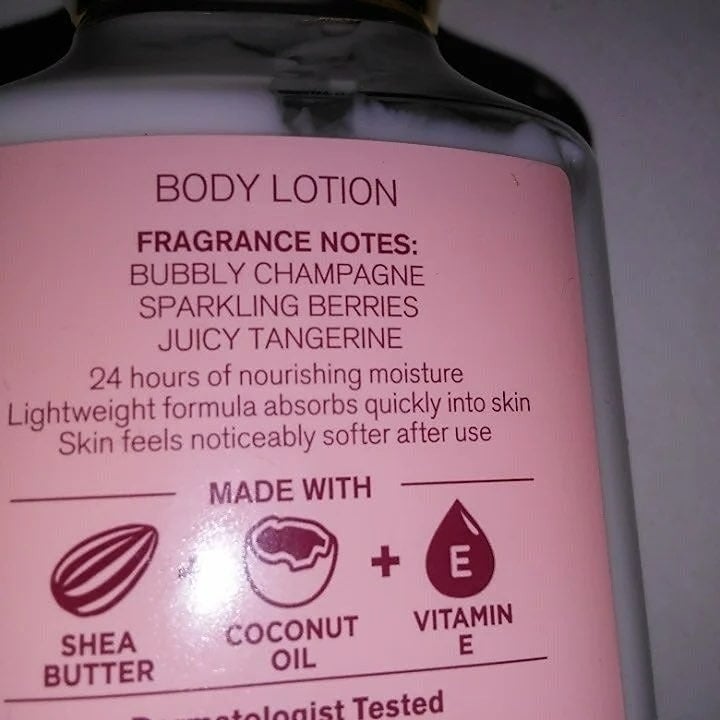 BODY LOTION
FRAGRANCE NOTES:
BUBBLY CHAMPAGNE
SPARKLING BERRIES
JUICY TANGERINE
24 hours of nourishing moisture
Lightweight formula absorbs quickly into skin
Skin feels noticeably softer after use
MADE WITH
+ + E
SHEA BUTTER
COCONUT OIL
VITAMIN E
Dermatologist Tested